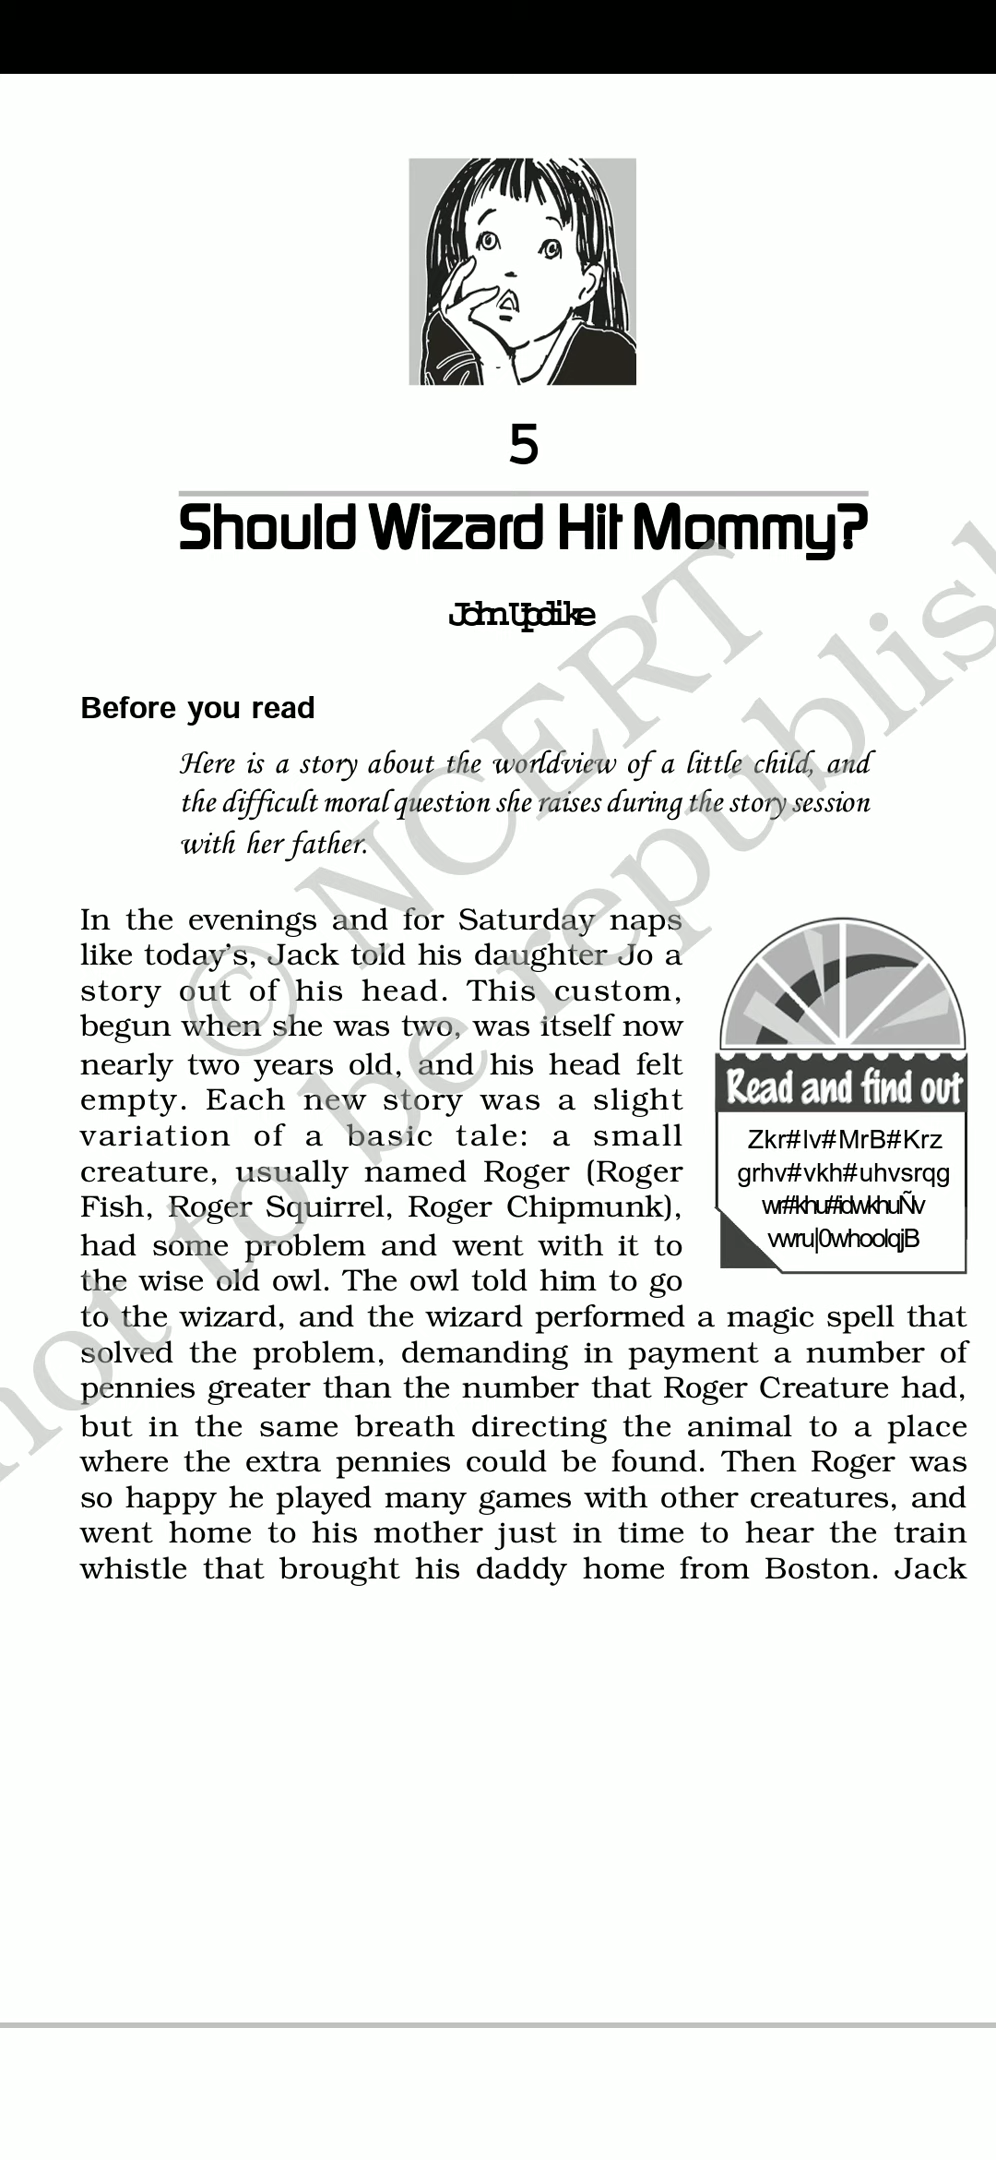 5
Should Wizard Hit Mommy?
John Updike
Before you read
Here is a story about the worldview of a little child, and
the difficult moral question she raises during the story session
with her father.
In the evenings and for Saturday naps
like today's, Jack told his daughter Jo a
story out of his head. This custom,
begun when she was two, was itself now
nearly two years old, and his head felt
empty. Each new story was a slight
variation of a basic tale: a small
creature, usually named Roger (Roger
Fish, Roger Squirrel, Roger Chipmunk),
had some problem and went with it to
the wise old owl. The owl told him to go
to the wizard, and the wizard performed a magic spell that
solved the problem, demanding in payment a number of
pennies greater than the number that Roger Creature had,
but in the same breath directing the animal to a place
where the extra pennies could be found. Then Roger was
so happy he played many games with other creatures, and
went home to his mother just in time to hear the train
whistle that brought his daddy home from Boston. Jack
Read and find out
Zkr#lv#MrB#Krz
grhv#vkh#uhvsrqg
wr#khu#idwkhuÑv
vwru|0whoolqjB
© NCERT
not to be republish